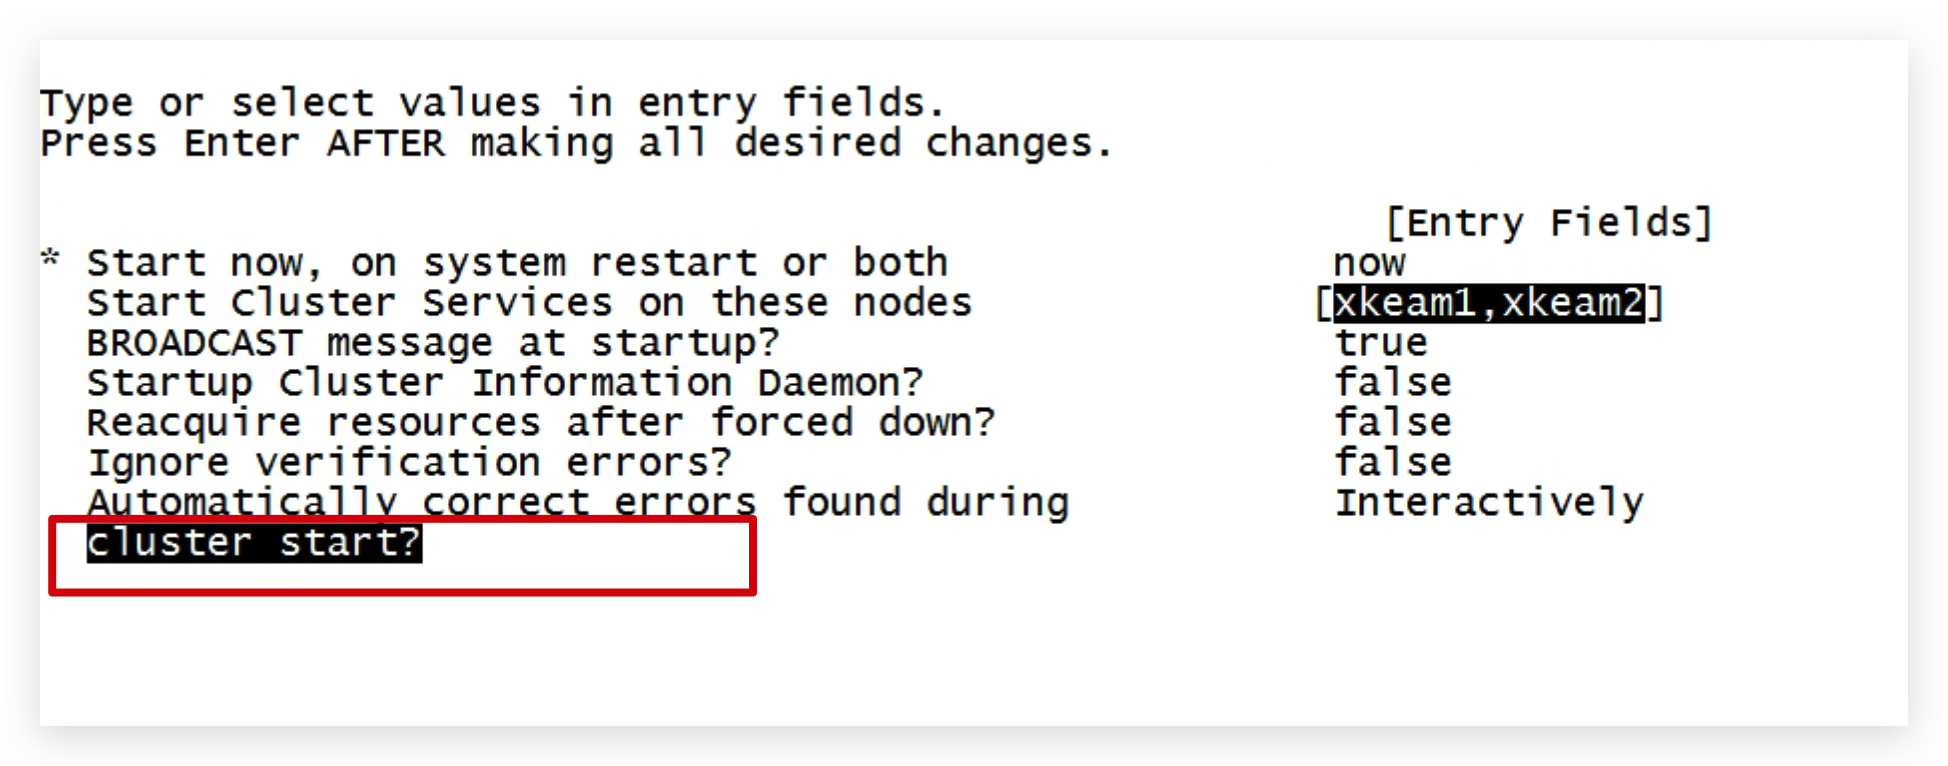 Type or select values in entry fields.
Press Enter AFTER making all desired changes.
[Entry Fields]
* Start now, on system restart or both now
Start Cluster Services on these nodes [xkeam1,xkeam2]
BROADCAST message at startup? true
Startup Cluster Information Daemon? false
Reacquire resources after forced down? false
Ignore verification errors? false
Automatically correct errors found during Interactively
cluster start?